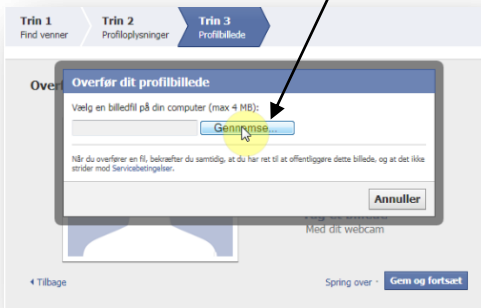 Trin 1
Find venner
Trin 2
Profiloplysninger
Trin 3
Profilbillede
Overfør dit profilbillede
Vælg en billedfil på din computer (max 4 MB):
Gennemse...
Når du overfører en fil, bekræfter du samtidig, at du har ret til at offentliggøre dette billede, og at det ikke
strider mod Servicebetingelser.
Annuller
Med dit webcam
Tilbage
Spring over ·
Gem og fortsæt